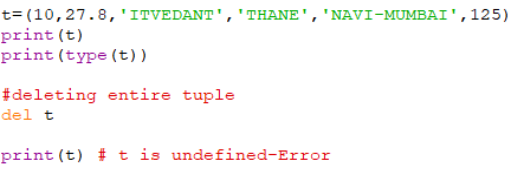 t=(10,27.8,'ITVEDANT','THANE','NAVI-MUMBAI',125)
print(t)
print(type(t))
#deleting entire tuple
del t
print(t) # t is undefined-Error